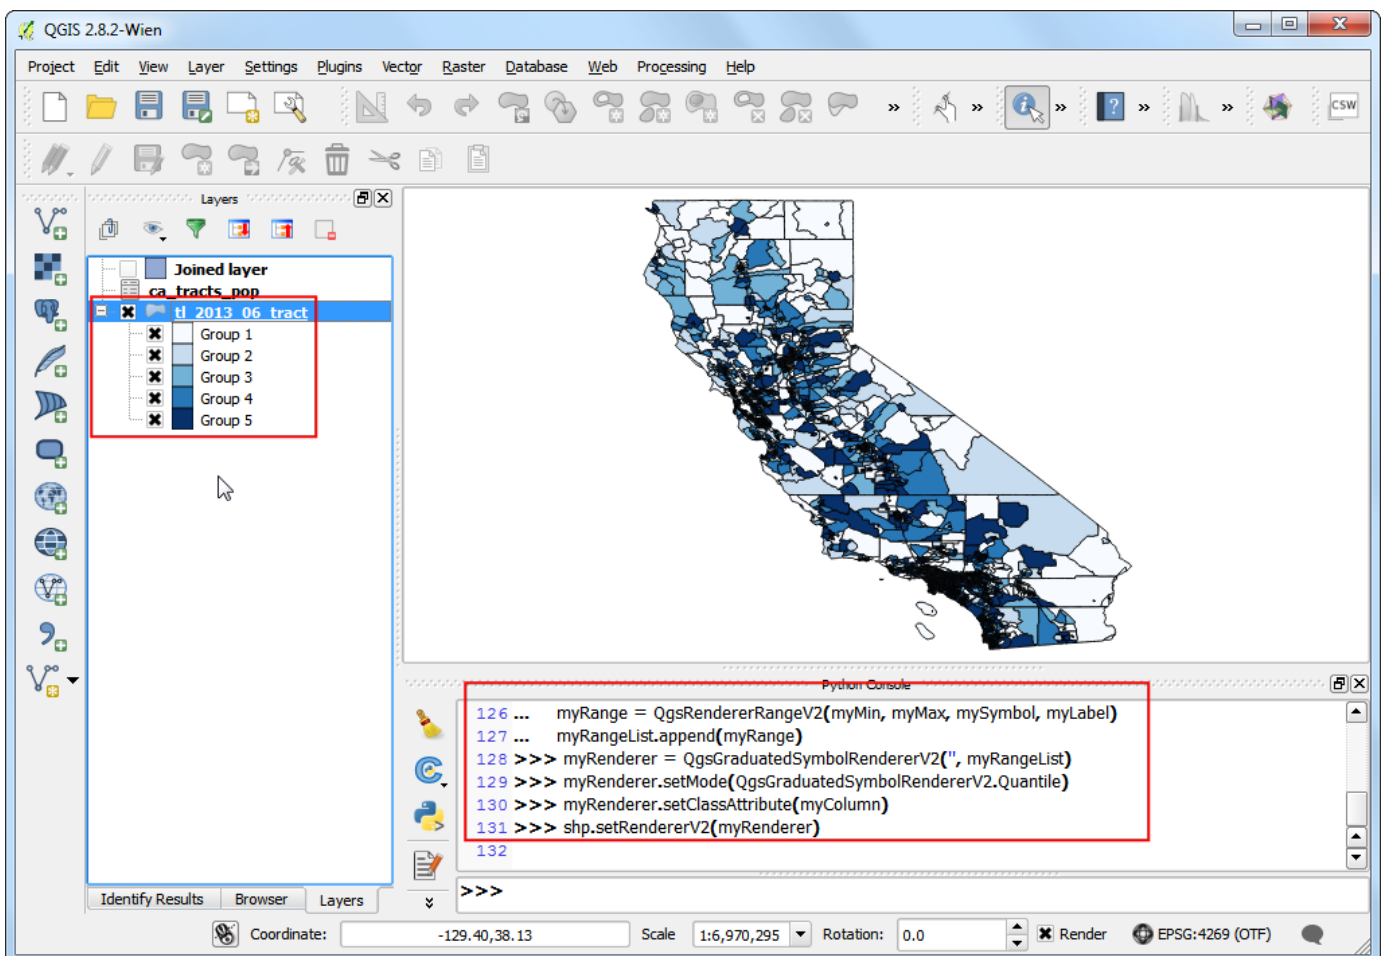 QGIS 2.8.2-Wien
Project Edit View Layer Settings Plugins Vector Raster Database Web Processing Help
CSW
Layers
Joined layer
ca_tracts_pop
tl_2013_06_tract
Group 1
Group 2
Group 3
Group 4
Group 5
Python Console
126 ... myRange = QgsRendererRangeV2(myMin, myMax, mySymbol, myLabel)
127 ... myRangeList.append(myRange)
128 >>> myRenderer = QgsGraduatedSymbolRendererV2('', myRangeList)
129 >>> myRenderer.setMode(QgsGraduatedSymbolRendererV2.Quantile)
130 >>> myRenderer.setClassAttribute(myColumn)
131 >>> shp.setRendererV2(myRenderer)
132
>>>
Identify Results Browser Layers
Coordinate: -129.40,38.13 Scale 1:6,970,295 Rotation: 0.0 Render EPSG:4269 (OTF)